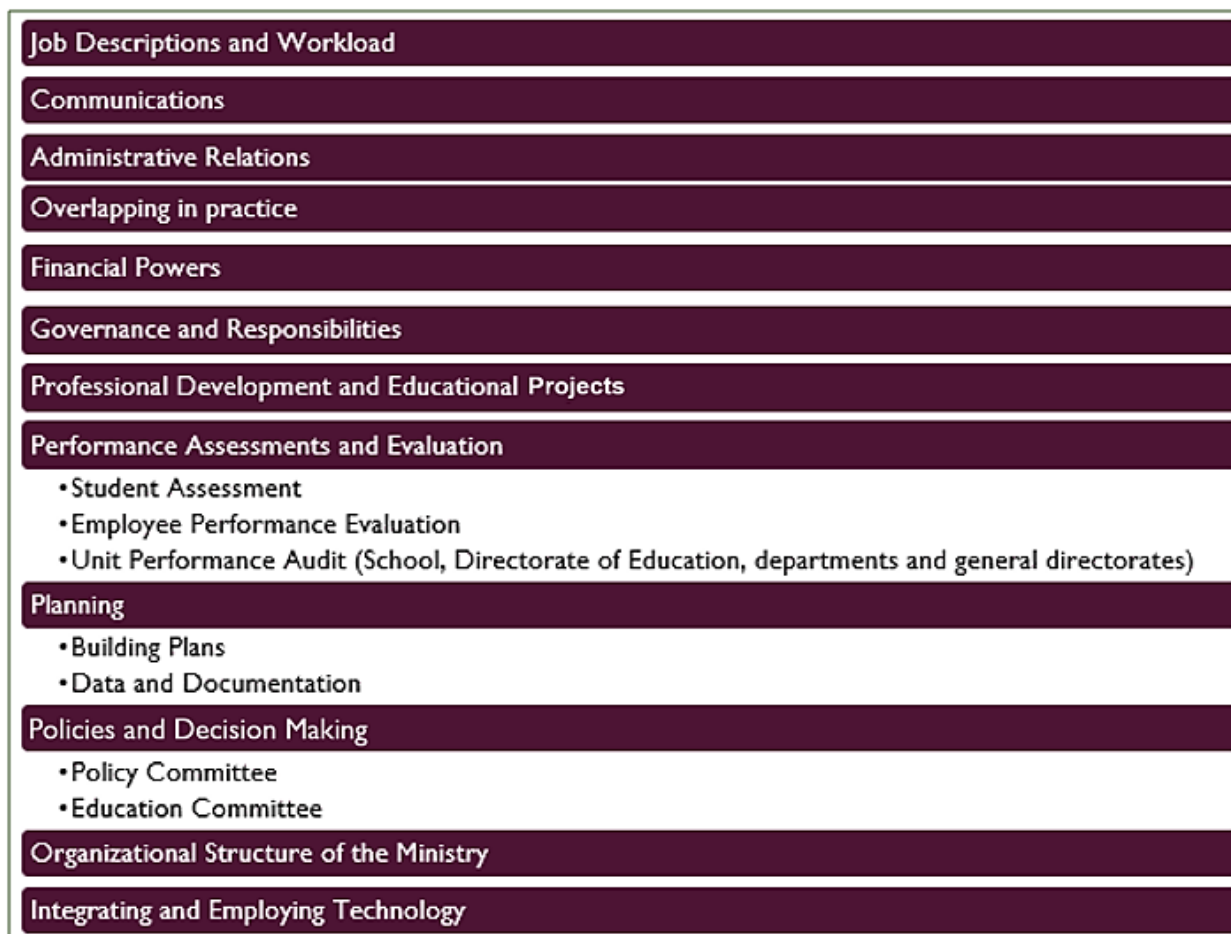 Job Descriptions and Workload
Communications
Administrative Relations
Overlapping in practice
Financial Powers
Governance and Responsibilities
Professional Development and Educational Projects
Performance Assessments and Evaluation
•Student Assessment
•Employee Performance Evaluation
•Unit Performance Audit (School, Directorate of Education, departments and general directorates)
Planning
•Building Plans
•Data and Documentation
Policies and Decision Making
•Policy Committee
•Education Committee
Organizational Structure of the Ministry
Integrating and Employing Technology